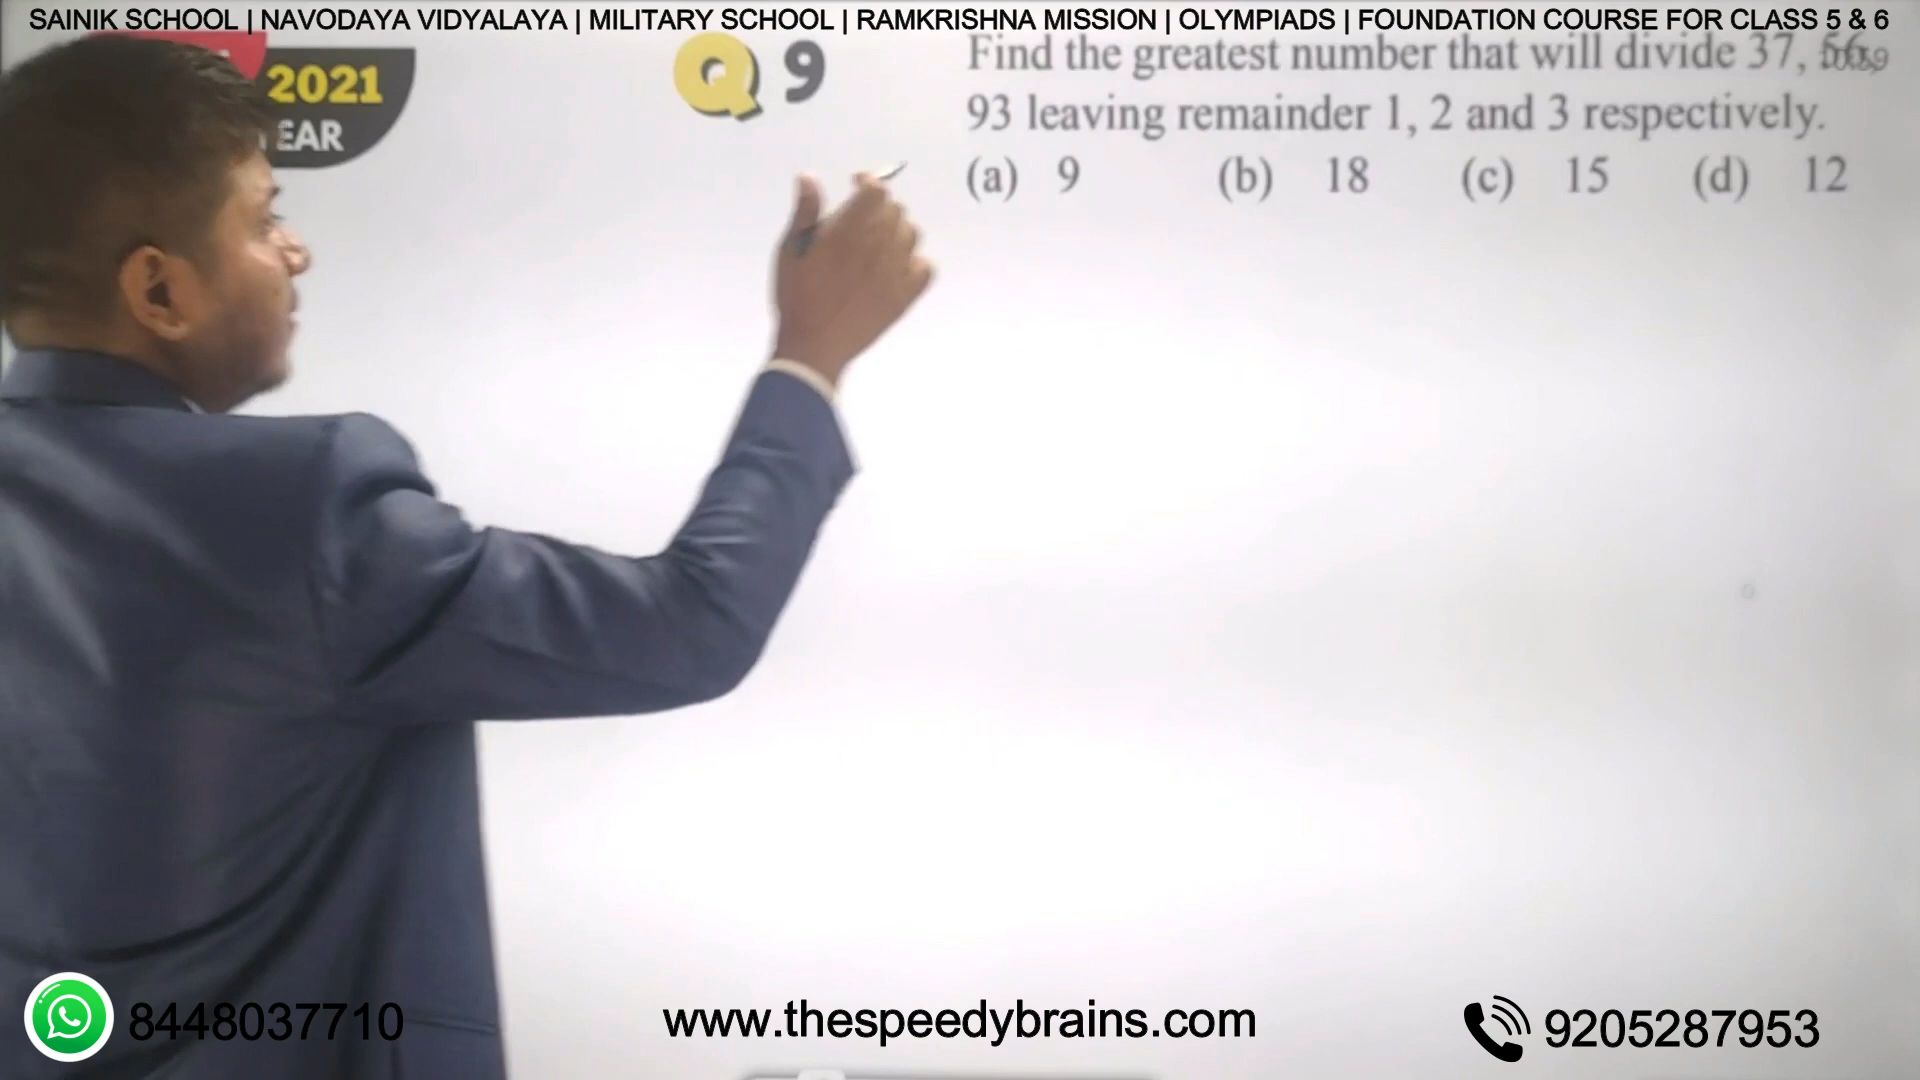 SAINIK SCHOOL | NAVODAYA VIDYALAYA | MILITARY SCHOOL | RAMKRISHNA MISSION | OLYMPIADS | FOUNDATION COURSE FOR CLASS 5 & 6
2021
EAR
Q 9
Find the greatest number that will divide 37, 56,
93 leaving remainder 1, 2 and 3 respectively.
(a) 9 (b) 18 (c) 15 (d) 12
8448037710
www.thespeedybrains.com
9205287953